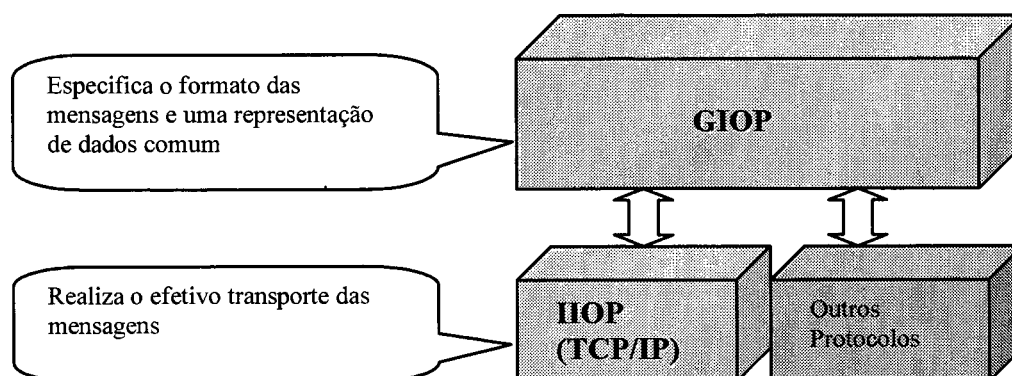 Especifica o formato das
mensagens e uma representação
de dados comum
GIOP
Realiza o efetivo transporte das
mensagens
IIOP
(TCP/IP)
Outros
Protocolos